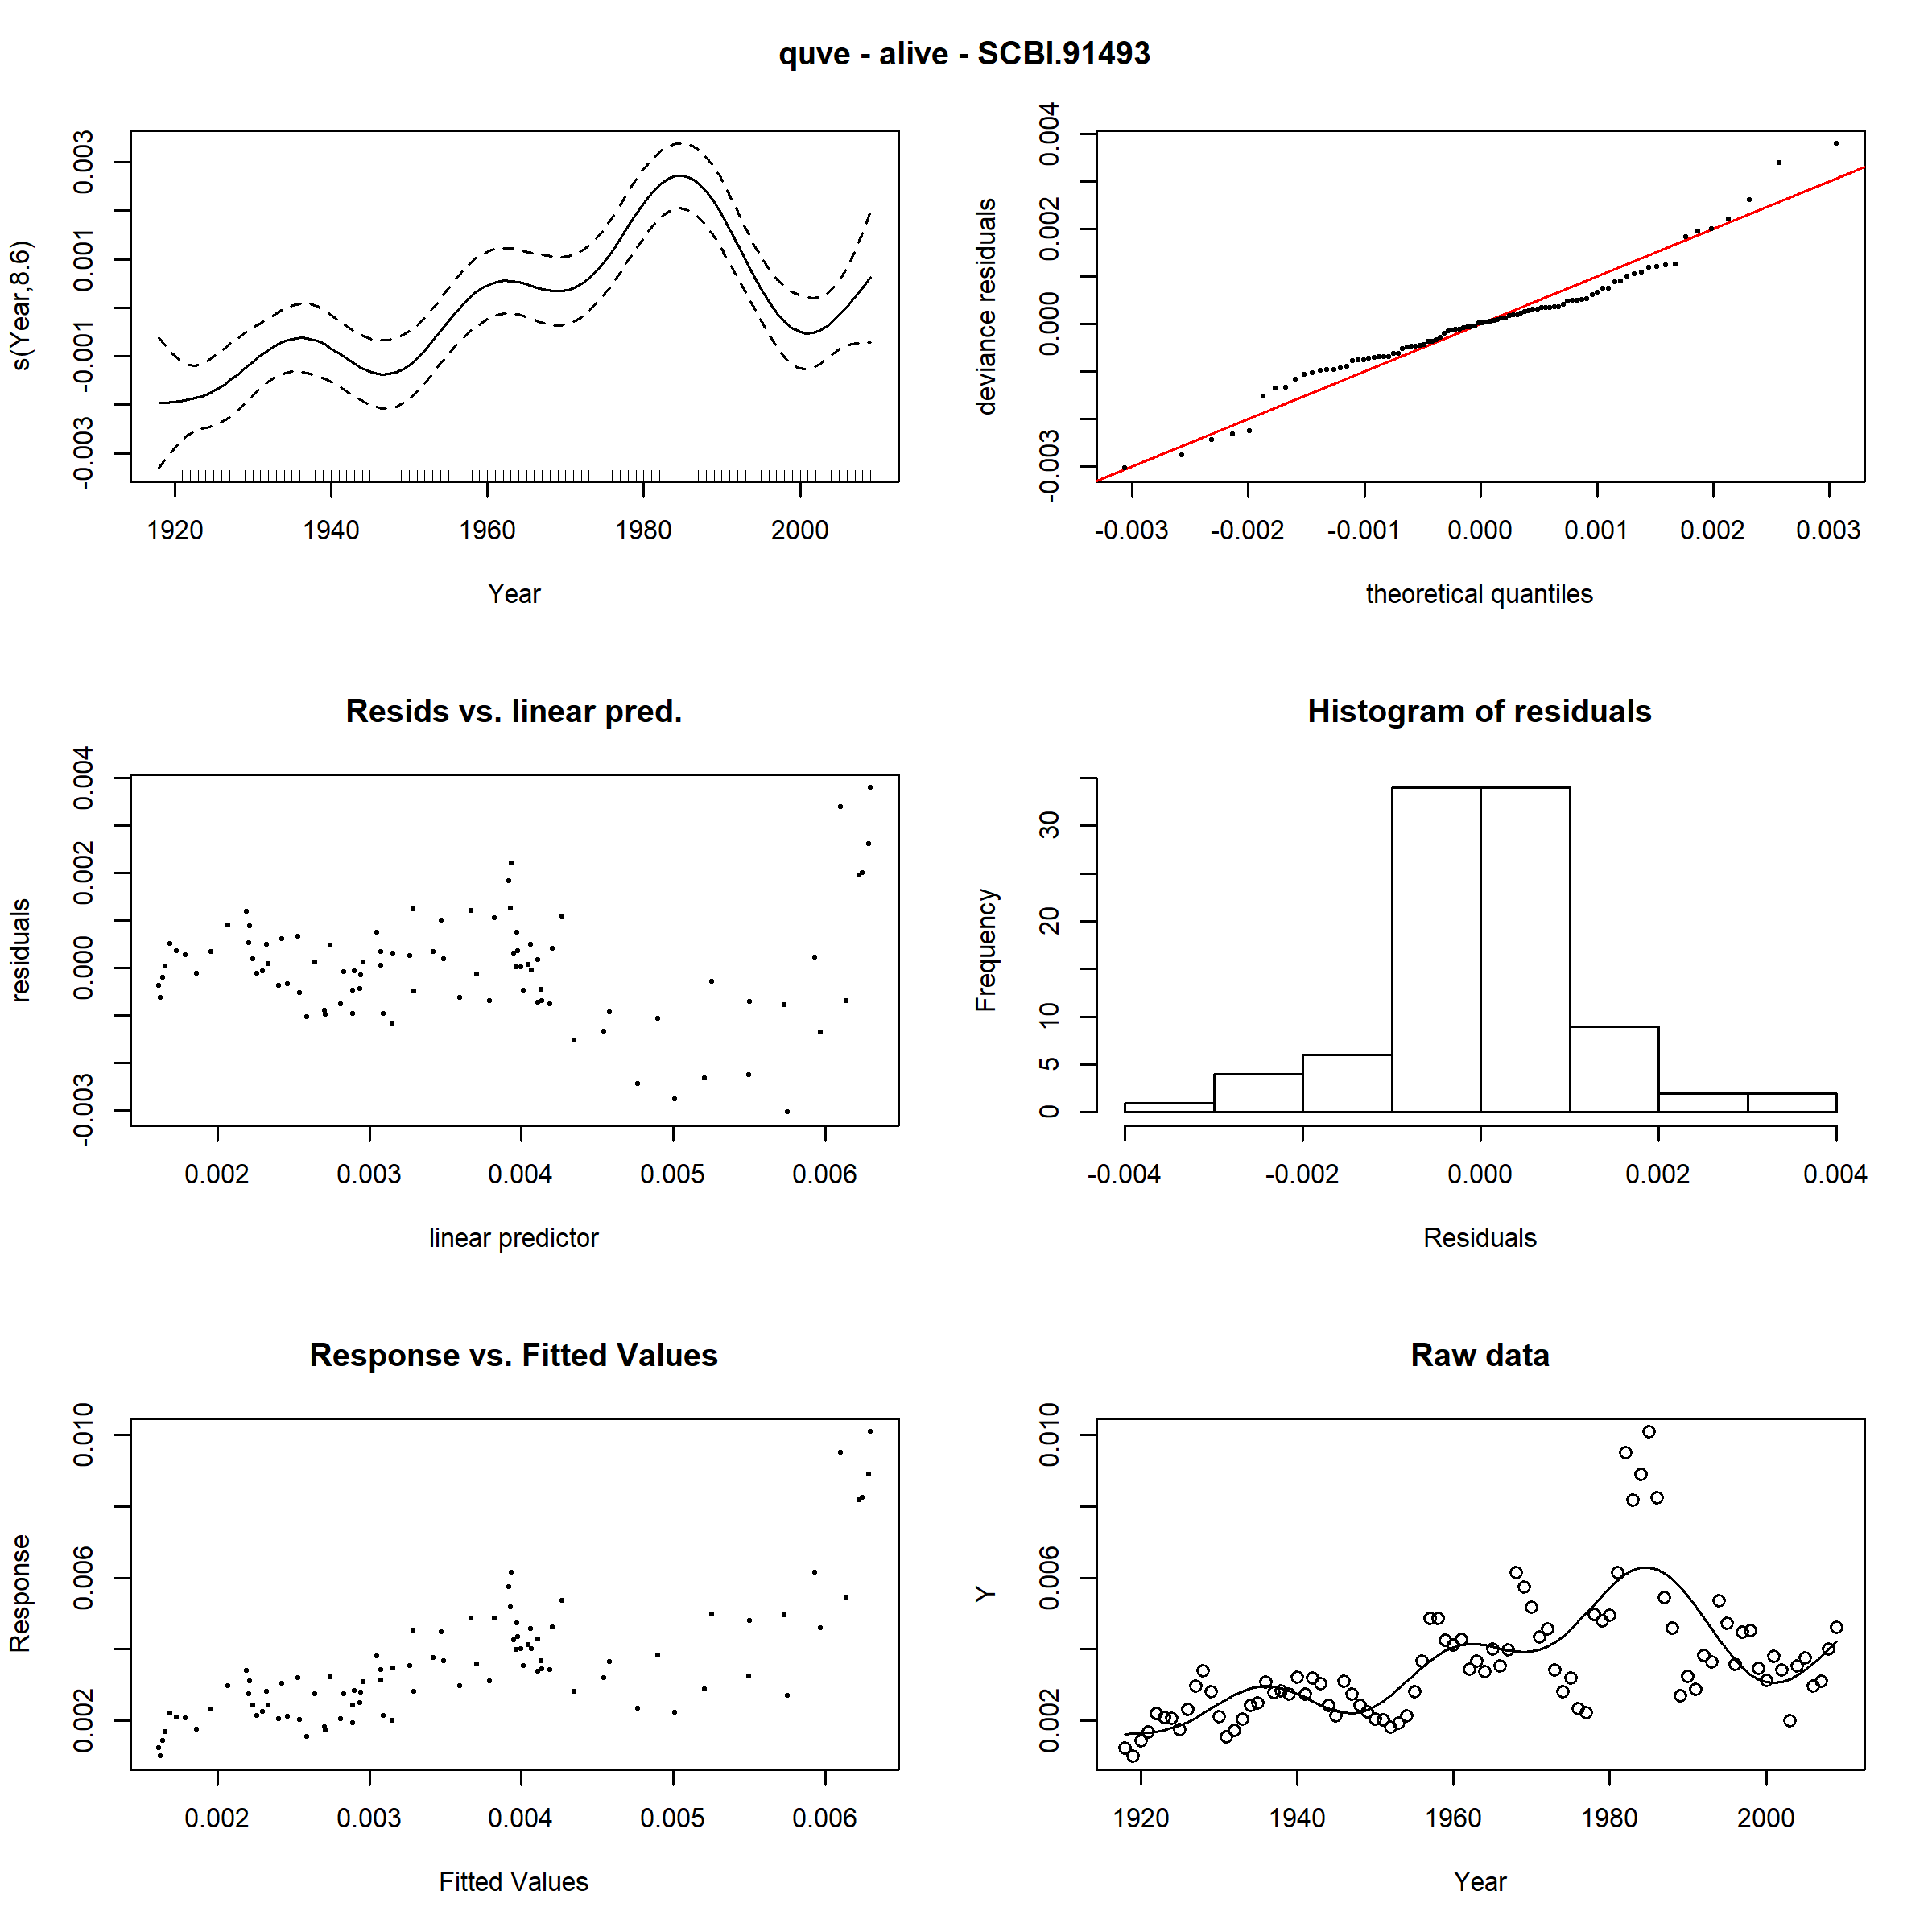 quve - alive - SCBI.91493
s(Year,8.6)
-0.003 -0.001 0.001 0.003
1920 1940 1960 1980 2000
Year
deviance residuals
-0.003 0.000 0.002 0.004
-0.003 -0.002 -0.001 0.000 0.001 0.002 0.003
theoretical quantiles
Resids vs. linear pred.
residuals
-0.003 0.000 0.002 0.004
0.002 0.003 0.004 0.005 0.006
linear predictor
Histogram of residuals
Frequency
0 5 10 20 30
-0.004 -0.002 0.000 0.002 0.004
Residuals
Response vs. Fitted Values
Response
0.002 0.006 0.010
0.002 0.003 0.004 0.005 0.006
Fitted Values
Raw data
Y
0.002 0.006 0.010
1920 1940 1960 1980 2000
Year